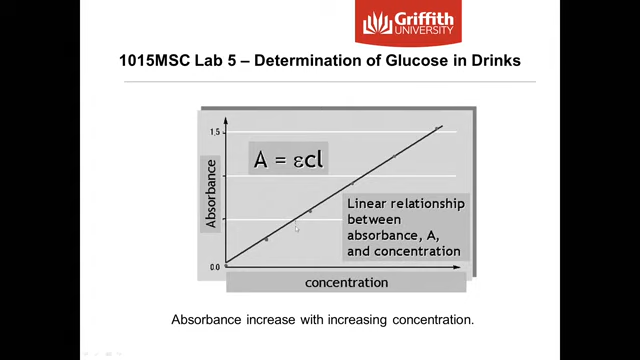 Griffith
UNIVERSITY
1015MSC Lab 5 – Determination of Glucose in Drinks
1.5
A = εcl
Absorbance
Linear relationship
between
absorbance, A,
and concentration
0.0
concentration
Absorbance increase with increasing concentration.